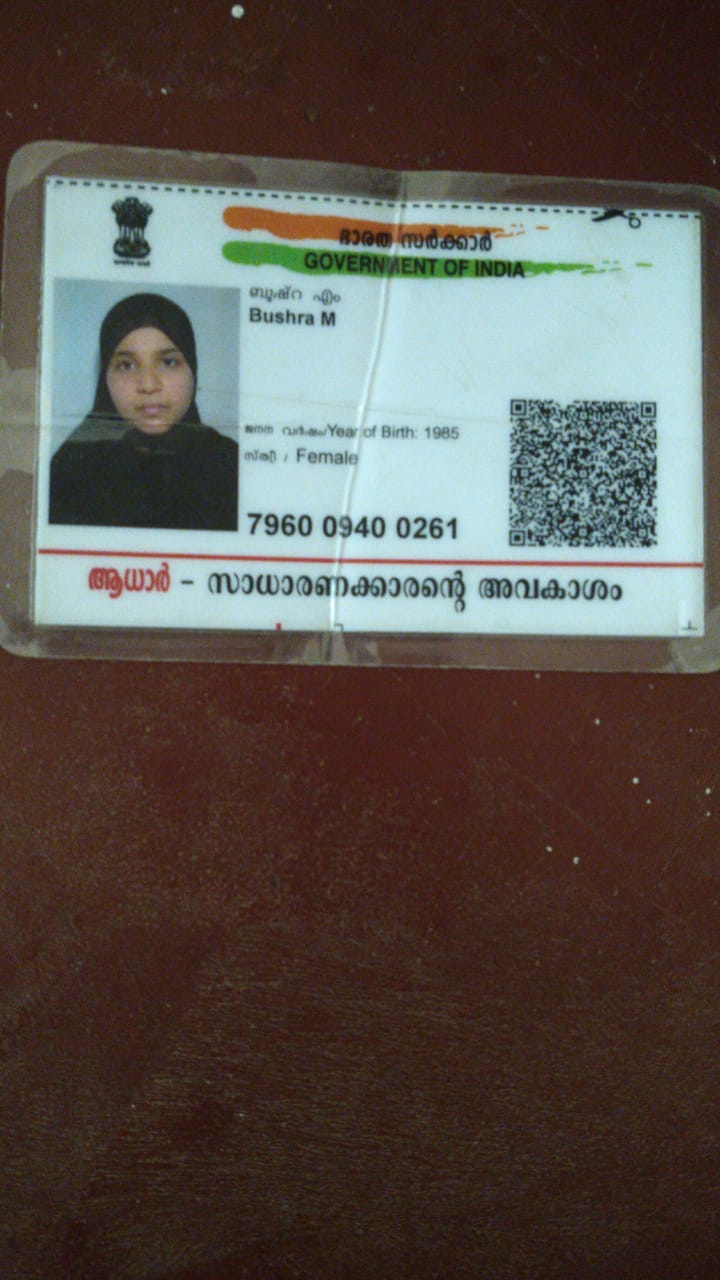 ഭാരത സർക്കാർ
GOVERNMENT OF INDIA
ബുഷ്റ എം
Bushra M
ജനന വർഷം/Year of Birth: 1985
സ്ത്രീ / Female
7960 0940 0261
ആധാർ – സാധാരണക്കാരന്റെ അവകാശം